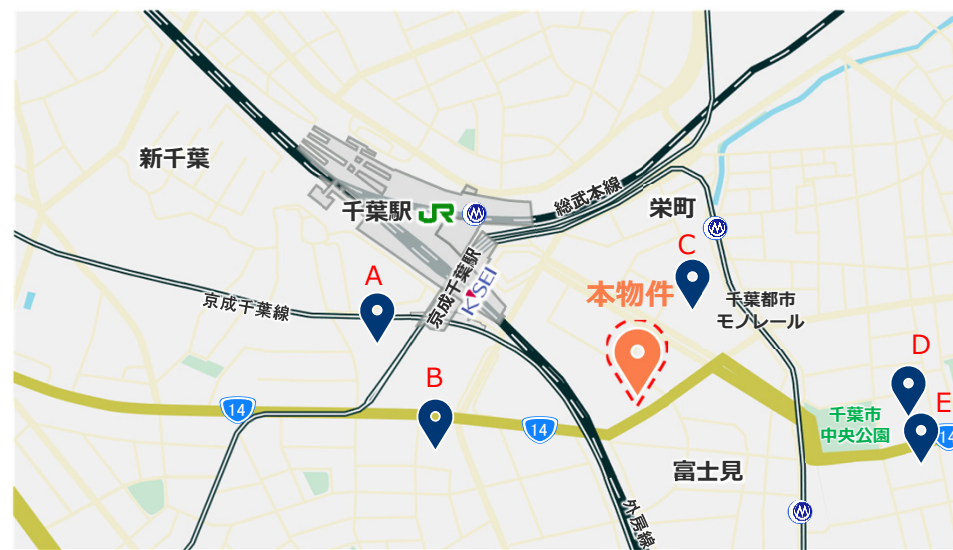 新千葉
千葉駅 JR
総武本線
栄町
京成千葉駅
KEISEI
A
C
本物件
京成千葉線
千葉都市
モノレール
B
D
14
14
E
千葉市
中央公園
14
富士見
外房線